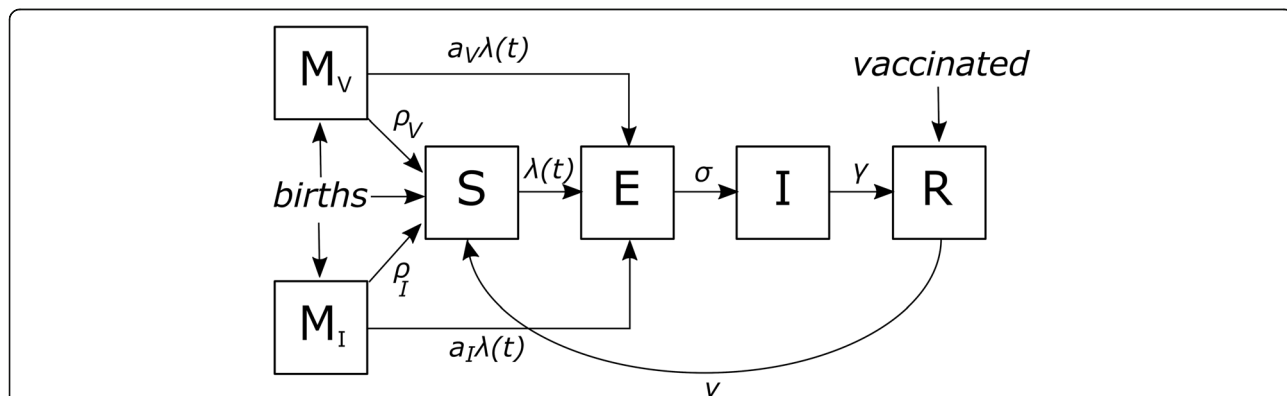 M_V
a_Vλ(t)
vaccinated
ρ_V
births
S
λ(t)
E
σ
I
γ
R
ρ_I
M_I
a_Iλ(t)
ν